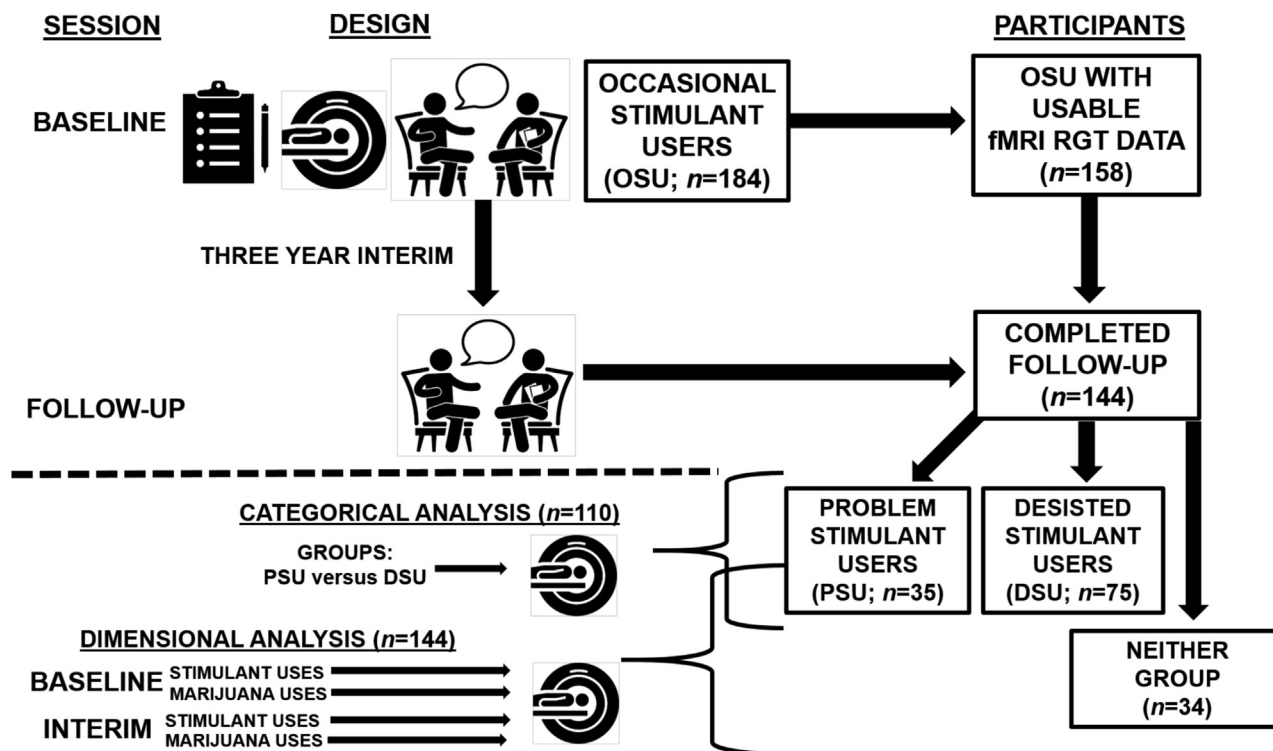 SESSION
DESIGN
PARTICIPANTS
BASELINE
OCCASIONAL
STIMULANT
USERS
(OSU; n=184)
OSU WITH
USABLE
fMRI RGT DATA
(n=158)
THREE YEAR INTERIM
FOLLOW-UP
COMPLETED
FOLLOW-UP
(n=144)
CATEGORICAL ANALYSIS (n=110)
GROUPS:
PSU versus DSU
PROBLEM
STIMULANT
USERS
(PSU; n=35)
DESISTED
STIMULANT
USERS
(DSU; n=75)
NEITHER
GROUP
(n=34)
DIMENSIONAL ANALYSIS (n=144)
BASELINE
STIMULANT USES
MARIJUANA USES
INTERIM
STIMULANT USES
MARIJUANA USES